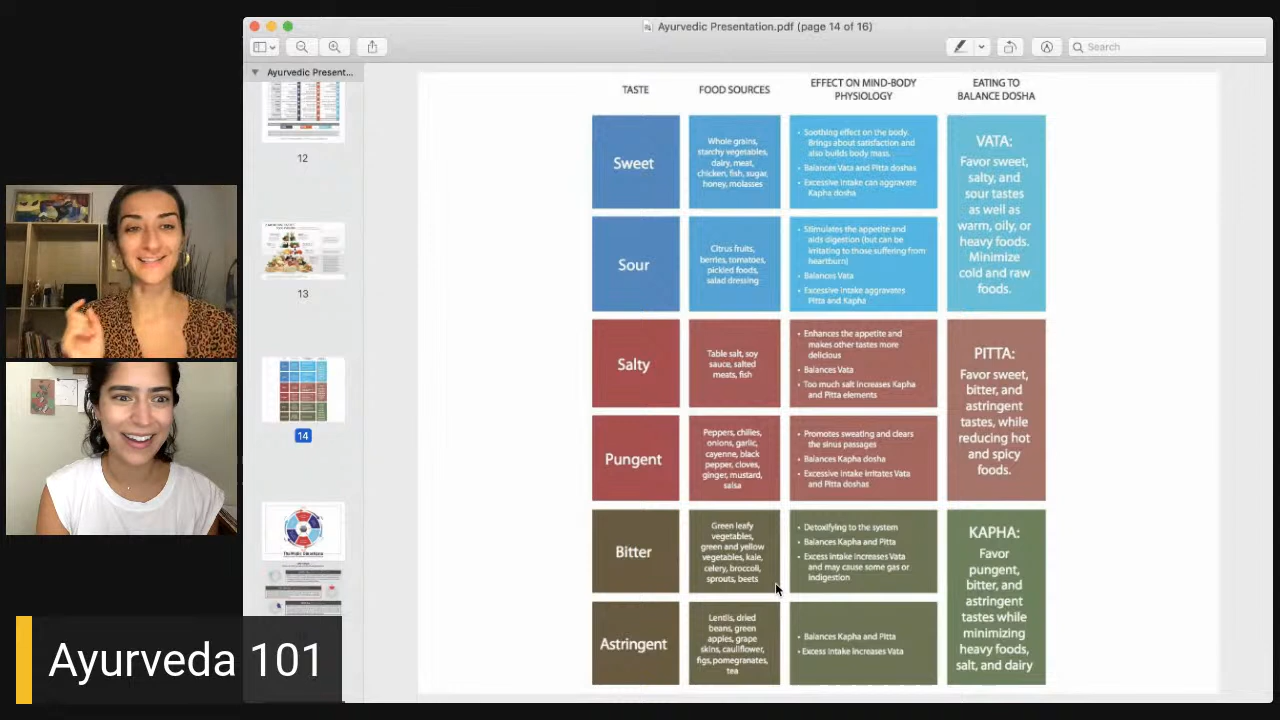 Ayurvedic Presentation.pdf (page 14 of 16)
Search
Ayurvedic Present...
12
13
14
TASTE
FOOD SOURCES
EFFECT ON MIND-BODY
PHYSIOLOGY
EATING TO
BALANCE DOSHA
Sweet
Whole grains,
starchy vegetables,
dairy, meat,
chicken, fish, sugar,
honey, molasses
• Soothing effect on the body.
Brings about satisfaction and
also builds body mass.
• Balances Vata and Pitta doshas
• Excessive intake can aggravate
Kapha dosha
VATA:
Favor sweet,
salty, and
sour tastes
as well as
warm, oily, or
heavy foods.
Minimize
cold and raw
foods.
Sour
Citrus fruits,
berries, tomatoes,
pickled foods,
salad dressing
• Stimulates the appetite and
aids digestion (but can be
irritating to those suffering from
heartburn)
• Balances Vata
• Excessive intake aggravates
Pitta and Kapha
Salty
Table salt, soy
sauce, salted
meats, fish
• Enhances the appetite and
makes other tastes more
delicious
• Balances Vata
• Too much salt increases Kapha
and Pitta elements
PITTA:
Favor sweet,
bitter, and
astringent
tastes, while
reducing hot
and spicy
foods.
Pungent
Peppers, chilies,
onions, garlic,
cayenne, black
pepper, cloves,
ginger, mustard,
salsa
• Promotes sweating and clears
the sinus passages
• Balances Kapha dosha
• Excessive intake irritates Vata
and Pitta doshas
Bitter
Green leafy
vegetables,
green and yellow
vegetables, kale,
celery, broccoli,
sprouts, beets
• Detoxifying to the system
• Balances Kapha and Pitta
• Excess intake increases Vata
and may cause some gas or
indigestion
KAPHA:
Favor
pungent,
bitter, and
astringent
tastes while
minimizing
heavy foods,
salt, and dairy
Astringent
Lentils, dried
beans, green
apples, grape
skins, cauliflower,
figs, pomegranates,
tea
• Balances Kapha and Pitta
• Excess intake increases Vata
Ayurveda 101